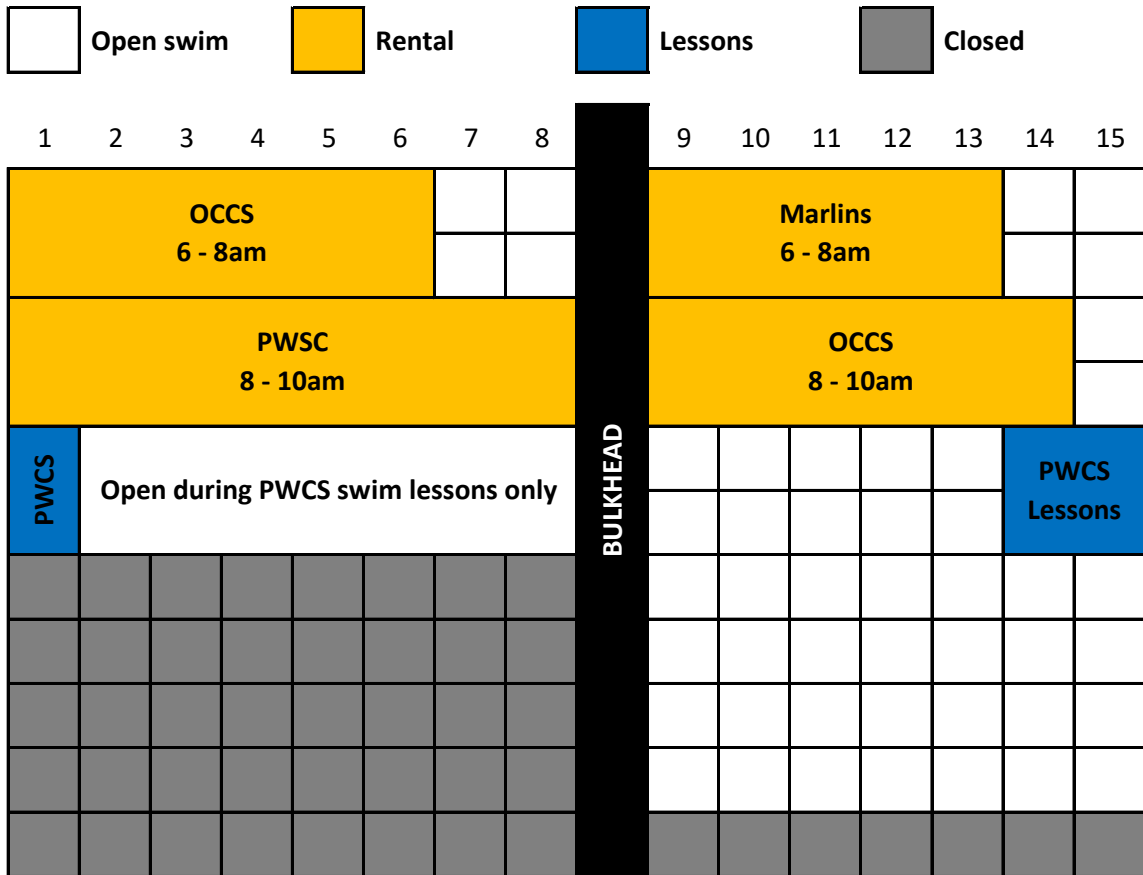 Open swim Rental Lessons Closed
1 2 3 4 5 6 7 8 9 10 11 12 13 14 15
OCCS
6 - 8am
Marlins
6 - 8am
PWSC
8 - 10am
OCCS
8 - 10am
BULKHEAD
PWCS
Open during PWCS swim lessons only
PWCS
Lessons